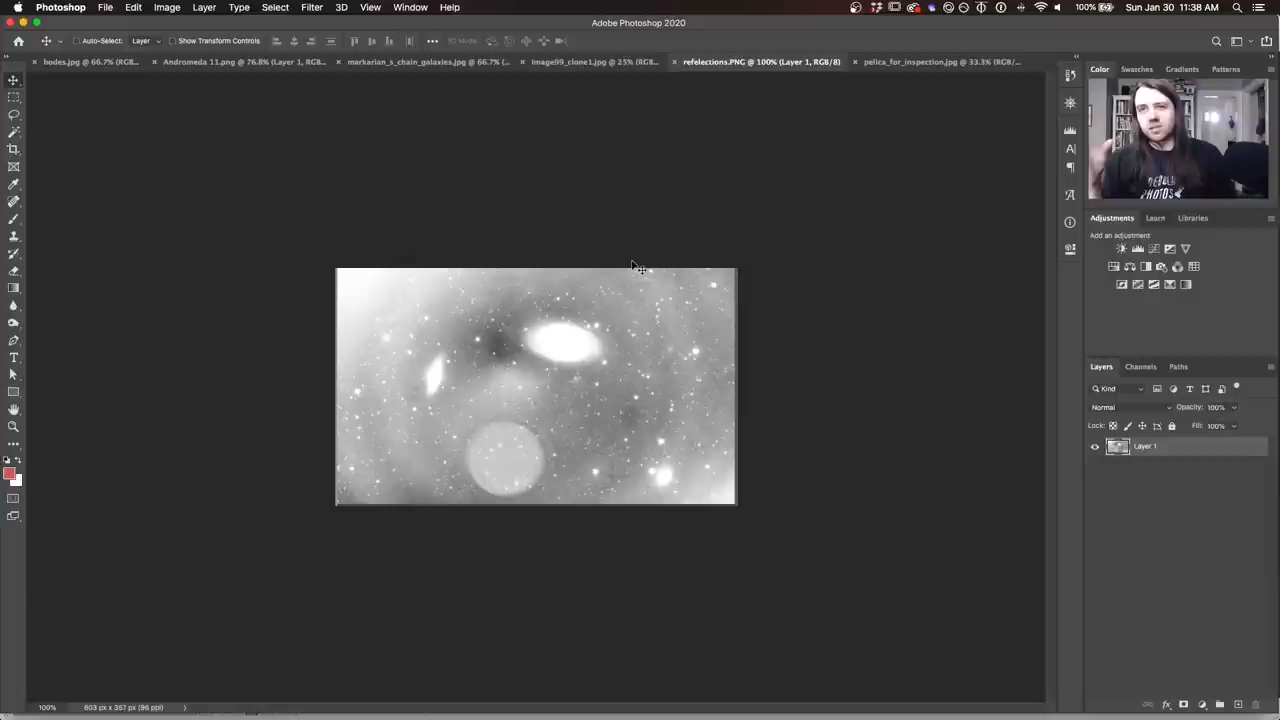 Photoshop File Edit Image Layer Type Select Filter 3D View Window Help 100% Sun Jan 30 11:38 AM
Adobe Photoshop 2020
Auto-Select: Layer Show Transform Controls 3D Mode:
bodes.jpg @ 66.7% (RGB... Andromeda 11.png @ 76.8% (Layer 1, RGB... markarian_s_chain_galaxies.jpg @ 66.7% (... Image99_clone1.jpg @ 25% (RGB... refelections.PNG @ 100% (Layer 1, RGB/8) pelica_for_inspection.jpg @ 33.3% (RGB/...
Color Swatches Gradients Patterns
PHOTOS
Adjustments Learn Libraries
Add an adjustment
Layers Channels Paths
Kind
Normal Opacity: 100%
Lock: Fill: 100%
Layer 1
100% 603 px x 357 px (96 ppi)